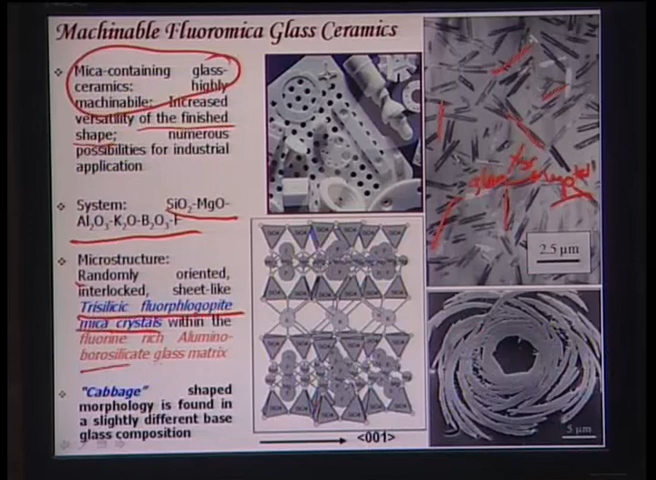 Machinable Fluoromica Glass Ceramics
Mica-containing glass-
ceramics: highly
machinable; Increased
versatility of the finished
shape; numerous
possibilities for industrial
application
System: SiO2-MgO-
Al2O3-K2O-B2O3-F
Microstructure:
Randomly oriented,
interlocked, sheet-like
Trisilicic fluorphlogopite
mica crystals within the
fluorine rich Alumino-
borosilicate glass matrix
"Cabbage" shaped
morphology is found in
a slightly different base
glass composition
<001>
2.5 µm
5 µm